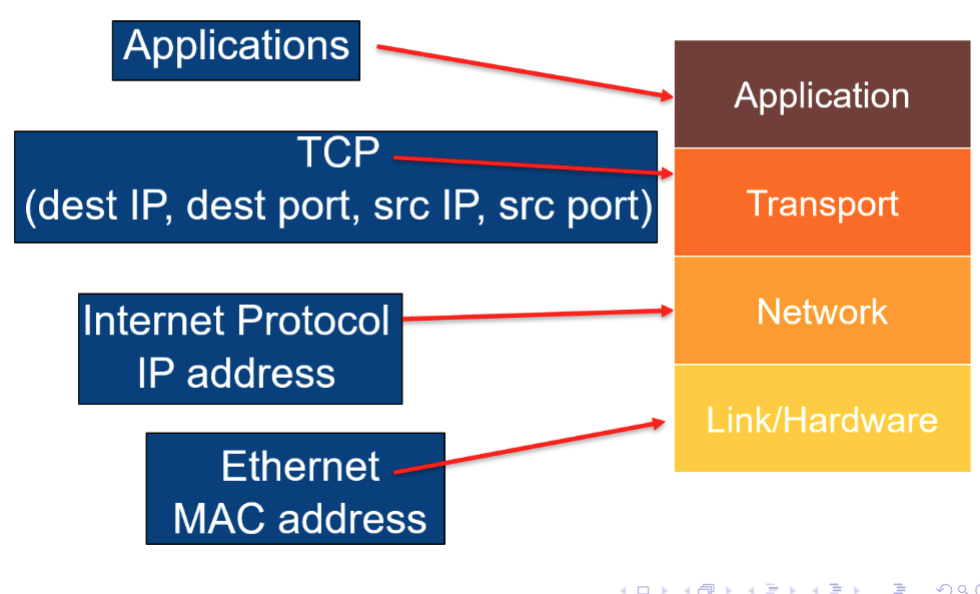 Applications
Application
TCP
(dest IP, dest port, src IP, src port)
Transport
Internet Protocol
IP address
Network
Ethernet
MAC address
Link/Hardware